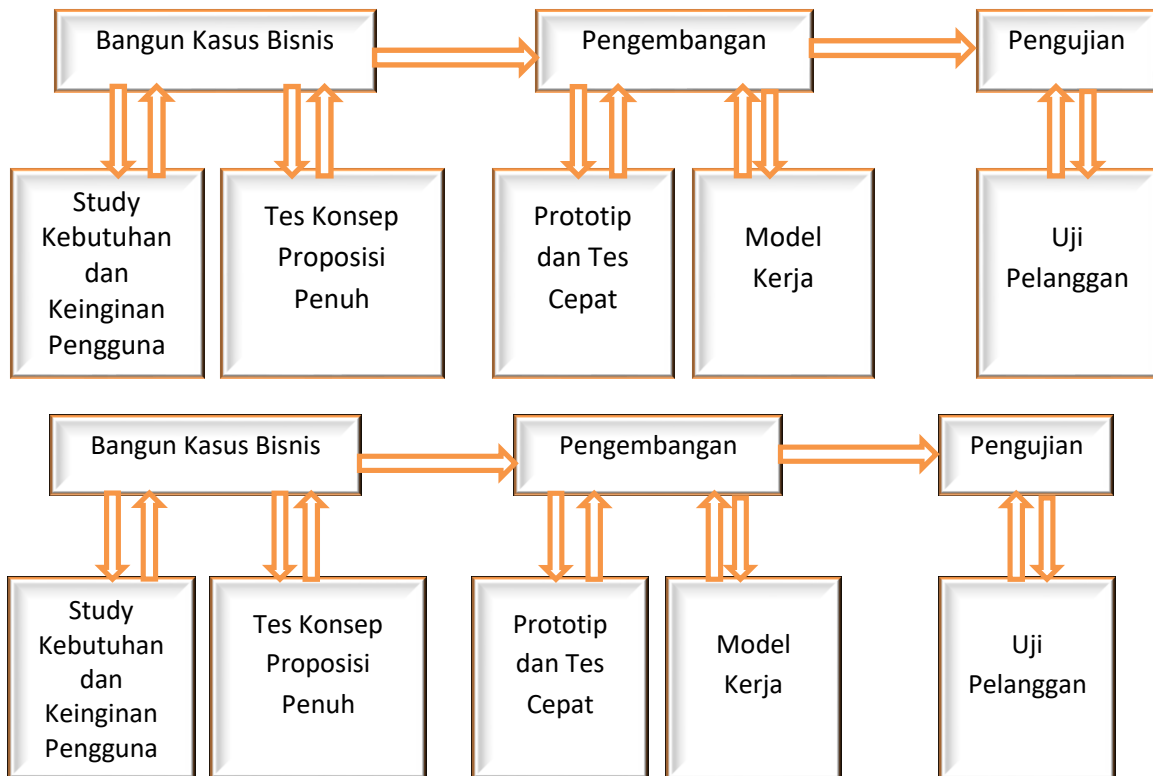 Bangun Kasus Bisnis
Pengembangan
Pengujian
Study
Kebutuhan
dan
Keinginan
Pengguna
Tes Konsep
Proposisi
Penuh
Prototip
dan Tes
Cepat
Model
Kerja
Uji
Pelanggan
Bangun Kasus Bisnis
Pengembangan
Pengujian
Study
Kebutuhan
dan
Keinginan
Pengguna
Tes Konsep
Proposisi
Penuh
Prototip
dan Tes
Cepat
Model
Kerja
Uji
Pelanggan